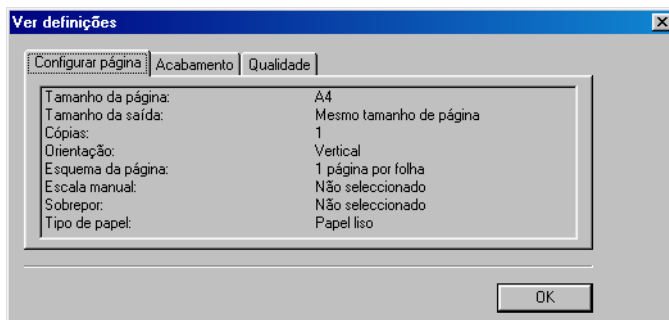 Ver definições
Configurar página Acabamento Qualidade
Tamanho da página: A4
Tamanho da saída: Mesmo tamanho de página
Cópias: 1
Orientação: Vertical
Esquema da página: 1 página por folha
Escala manual: Não seleccionado
Sobrepor: Não seleccionado
Tipo de papel: Papel liso
OK